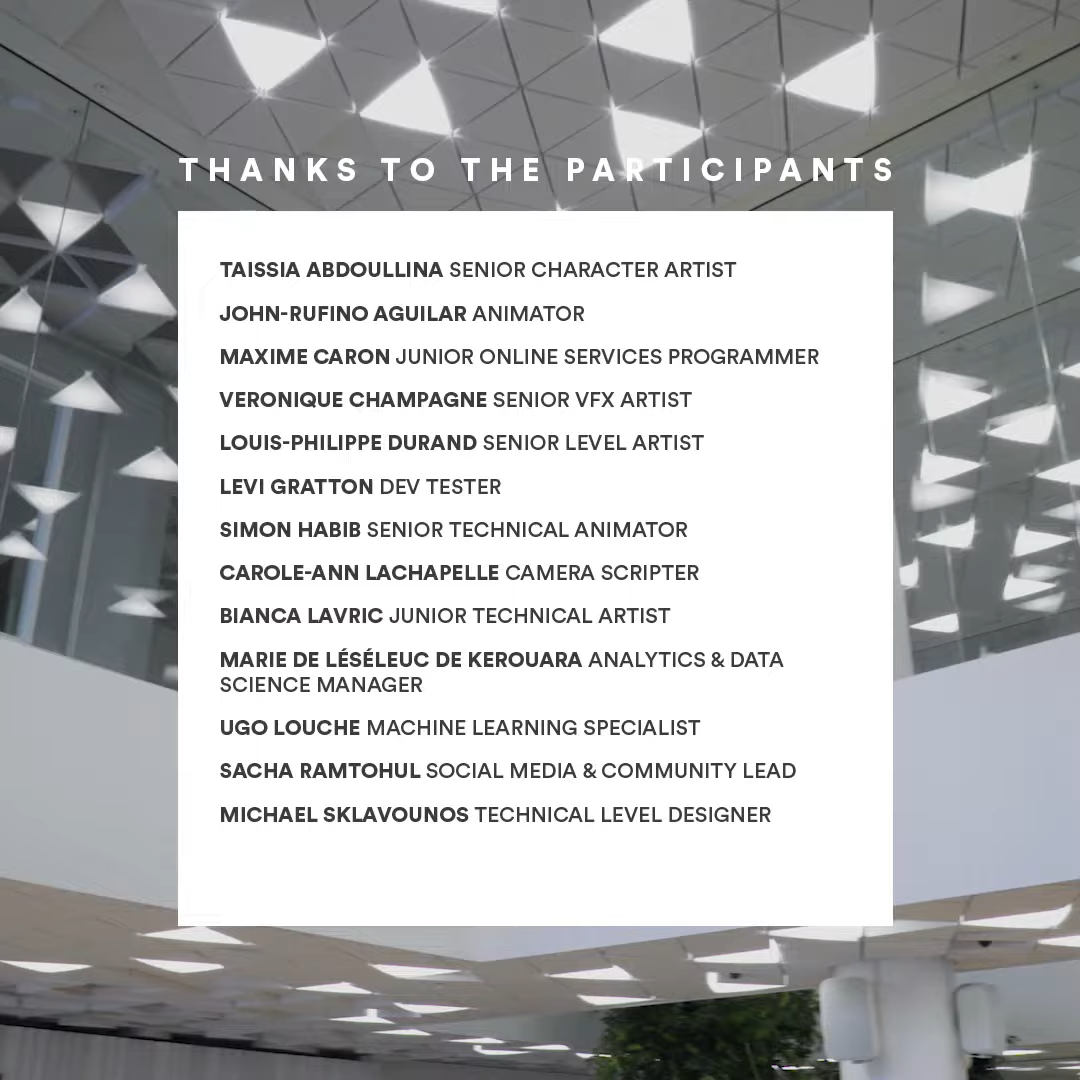 THANKS TO THE PARTICIPANTS
TAISSIA ABDOULLINA SENIOR CHARACTER ARTIST
JOHN-RUFINO AGUILAR ANIMATOR
MAXIME CARON JUNIOR ONLINE SERVICES PROGRAMMER
VERONIQUE CHAMPAGNE SENIOR VFX ARTIST
LOUIS-PHILIPPE DURAND SENIOR LEVEL ARTIST
LEVI GRATTON DEV TESTER
SIMON HABIB SENIOR TECHNICAL ANIMATOR
CAROLE-ANN LACHAPELLE CAMERA SCRIPTER
BIANCA LAVRIC JUNIOR TECHNICAL ARTIST
MARIE DE LÉSÉLEUC DE KEROUARA ANALYTICS & DATA
SCIENCE MANAGER
UGO LOUCHE MACHINE LEARNING SPECIALIST
SACHA RAMTOHUL SOCIAL MEDIA & COMMUNITY LEAD
MICHAEL SKLAVOUNOS TECHNICAL LEVEL DESIGNER